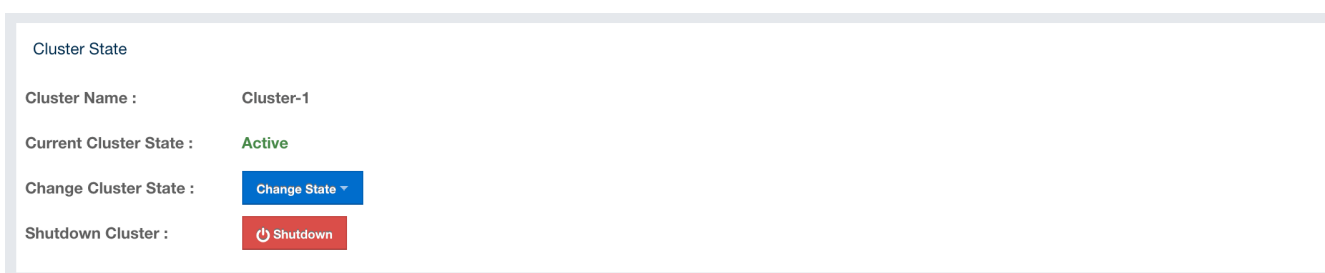 Cluster State
Cluster Name : Cluster-1
Current Cluster State : Active
Change Cluster State : Change State
Shutdown Cluster : Shutdown